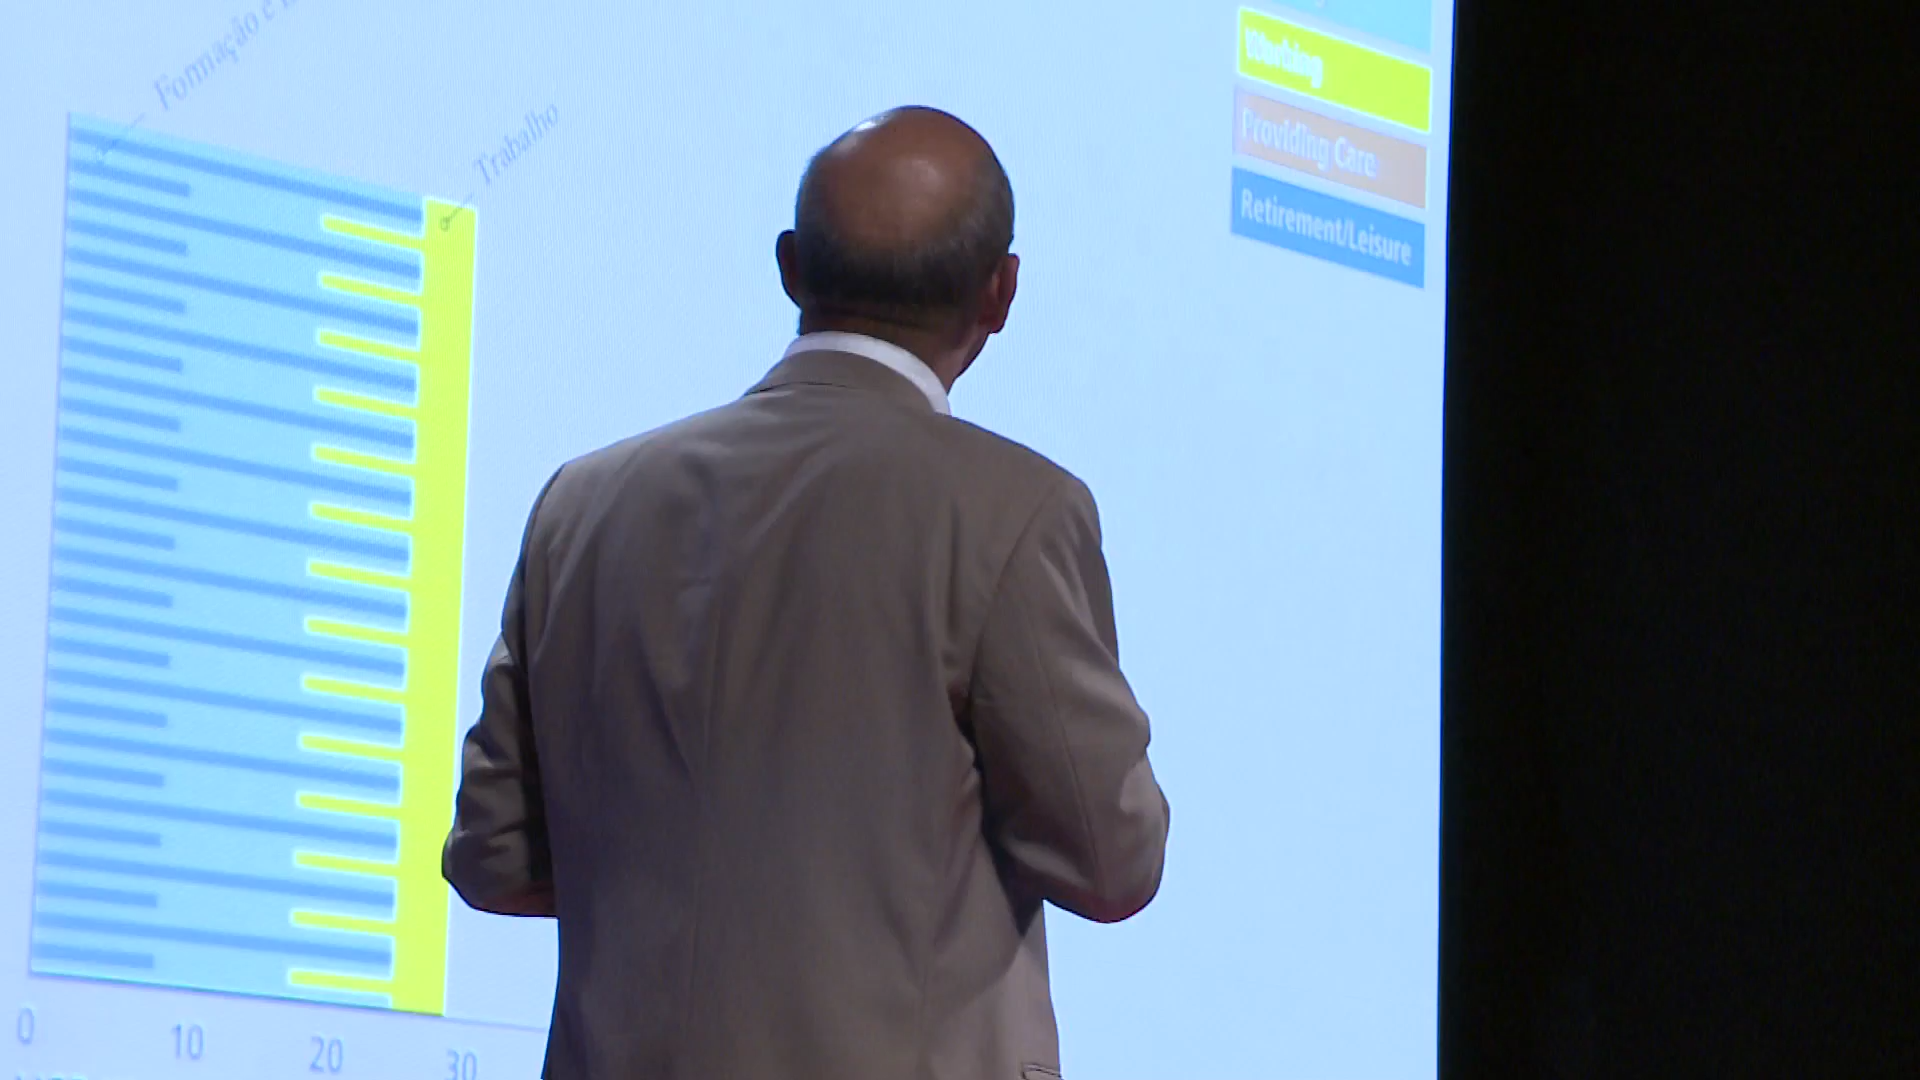 Formação e
Trabalho
Working
Providing Care
Retirement/Leisure
0
10
20
30